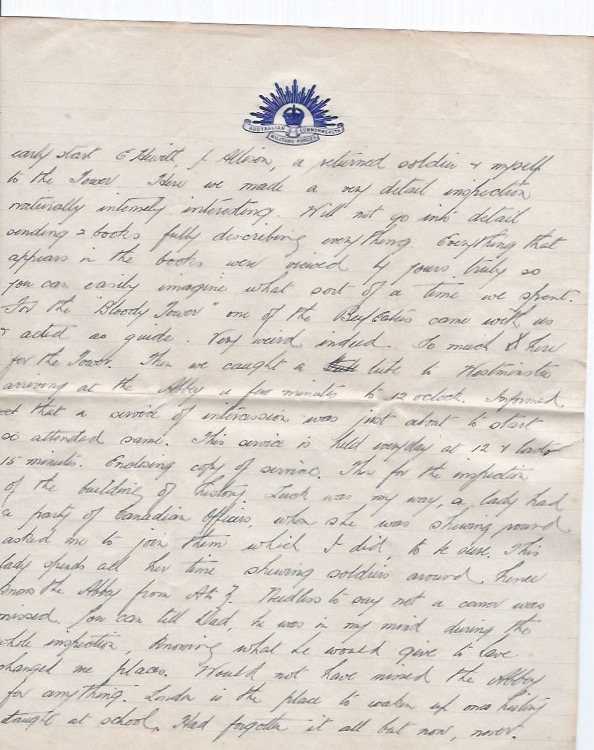 AUSTRALIAN COMMONWEALTH
MILITARY FORCES
early start E Hewitt, J Allison, a returned soldier & myself
to the Tower Here we made a very detail inspection
naturally intensely interesting. Will not go into detail
sending 2 books fully describing everything. Everything that
appears in the books were viewed by yours truly so
you can easily imagine what sort of a time we spent.
For the "Bloody Tower" one of the Beefeaters came with us
& acted as guide. Very weird indeed. So much here
for the Tower. Then we caught a tube to Westminster
arriving at the Abbey a few minutes to 12 oclock. Informed
that a service of intercession was just about to start
so attended same. This service is held everyday at 12 & lasts
15 minutes. Enclosing copy of service. Then for the inspection
of the building of history Luck was my way, a lady had
a party of Canadian Officers, whom she was shewing round
asked me to join them which I did, to be sure. This
lady spends all her time shewing soldiers around hence
knows the Abbey from A to Z. Needless to say not a corner was
missed. You can tell Dad, he was in my mind during the
whole inspection, knowing what he would give to have
changed me places. Would not have missed the Abbey
for anything. London is the place to waken up ones history
taught at school. Had forgotten it all but now, never.